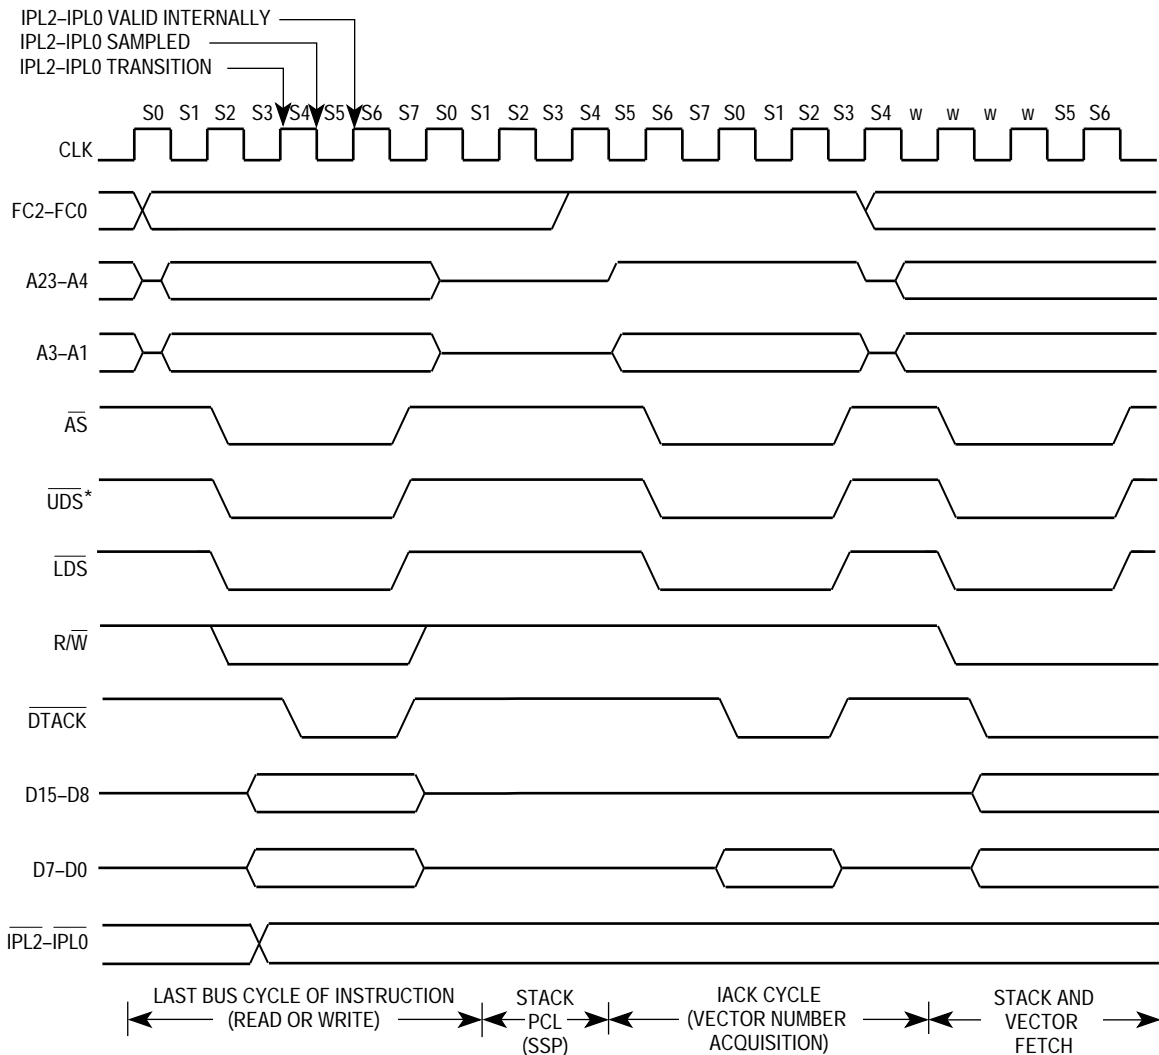 IPL2–IPL0 VALID INTERNALLY
IPL2–IPL0 SAMPLED
IPL2–IPL0 TRANSITION
S0 S1 S2 S3 S4 S5 S6 S7 S0 S1 S2 S3 S4 S5 S6 S7 S0 S1 S2 S3 S4 w w w w S5 S6
CLK
FC2–FC0
A23–A4
A3–A1
AS
UDS*
LDS
R/W
DTACK
D15–D8
D7–D0
IPL2–IPL0
LAST BUS CYCLE OF INSTRUCTION
(READ OR WRITE)
STACK
PCL
(SSP)
IACK CYCLE
(VECTOR NUMBER
ACQUISITION)
STACK AND
VECTOR
FETCH